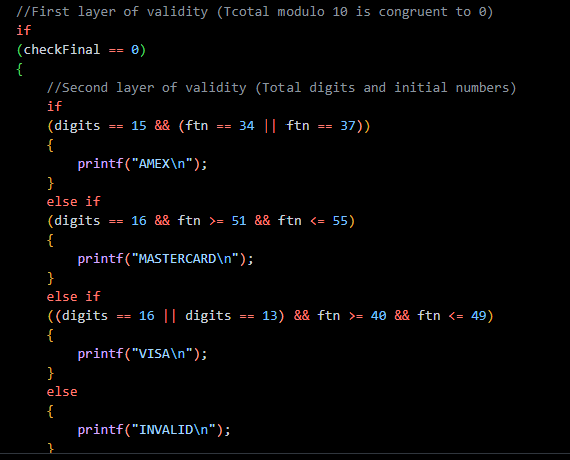 //First layer of validity (Tcotal modulo 10 is congruent to 0)
if
(checkFinal == 0)
{
    //Second layer of validity (Total digits and initial numbers)
    if
    (digits == 15 && (ftn == 34 || ftn == 37))
    {
        printf("AMEX\n");
    }
    else if
    (digits == 16 && ftn >= 51 && ftn <= 55)
    {
        printf("MASTERCARD\n");
    }
    else if
    ((digits == 16 || digits == 13) && ftn >= 40 && ftn <= 49)
    {
        printf("VISA\n");
    }
    else
    {
        printf("INVALID\n");
    }